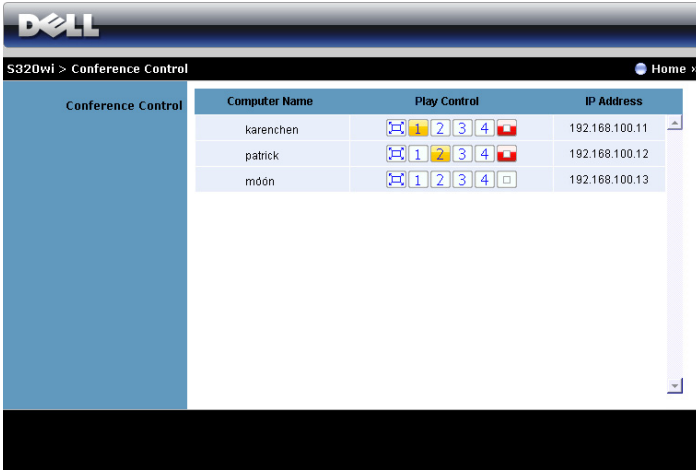 DELL
S320wi > Conference Control
Home »
Conference Control
Computer Name Play Control IP Address
karenchen 1 2 3 4 192.168.100.11
patrick 1 2 3 4 192.168.100.12
móón 1 2 3 4 192.168.100.13